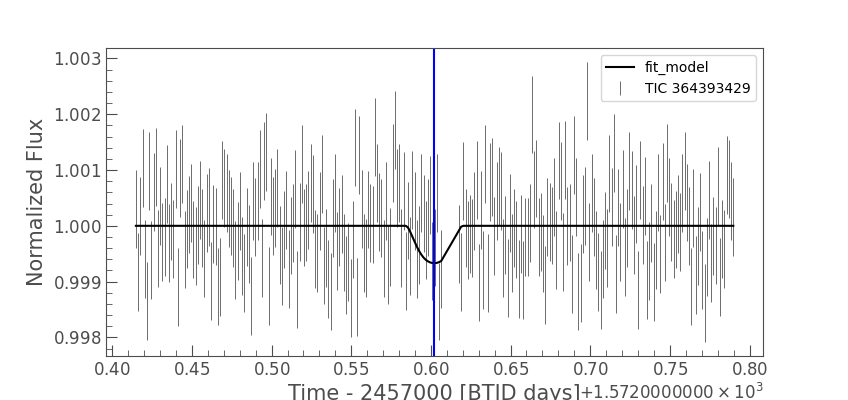 1.003
1.002
1.001
1.000
0.999
0.998
Normalized Flux
fit_model
TIC 364393429
0.40 0.45 0.50 0.55 0.60 0.65 0.70 0.75 0.80
Time - 2457000 [BTJD days] +1.5720000000 × 10³